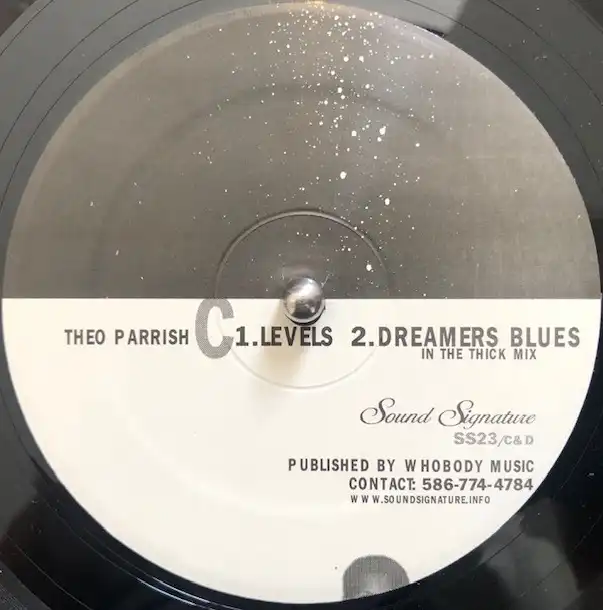 THEO PARRISH C 1.LEVELS 2.DREAMERS BLUES
IN THE THICK MIX
Sound Signature
SS23/C&D
PUBLISHED BY WHOBODY MUSIC
CONTACT: 586-774-4784
WWW.SOUNDSIGNATURE.INFO